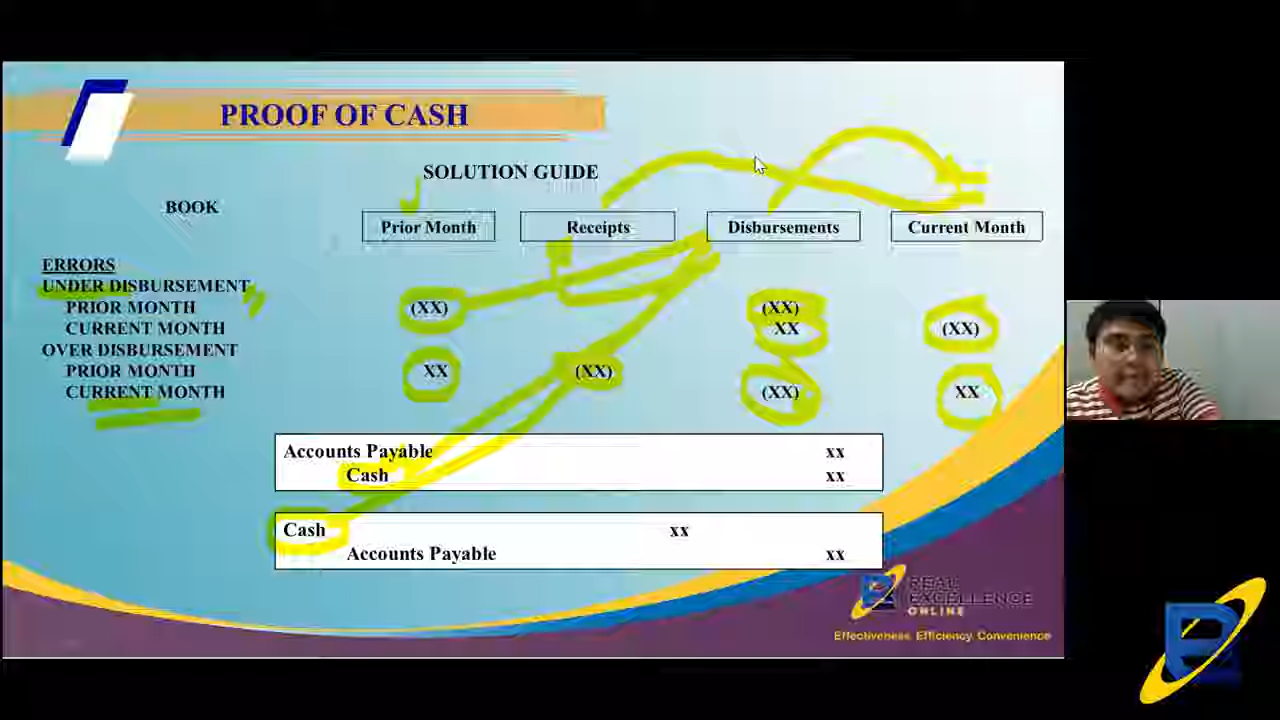 PROOF OF CASH
SOLUTION GUIDE
BOOK
Prior Month Receipts Disbursements Current Month
ERRORS
UNDER DISBURSEMENT
PRIOR MONTH (XX) (XX)
CURRENT MONTH XX (XX)
OVER DISBURSEMENT
PRIOR MONTH XX (XX)
CURRENT MONTH (XX) XX
Accounts Payable xx
Cash xx
Cash xx
Accounts Payable xx
REAL
EXCELLENCE
ONLINE
Effectiveness. Efficiency. Convenience